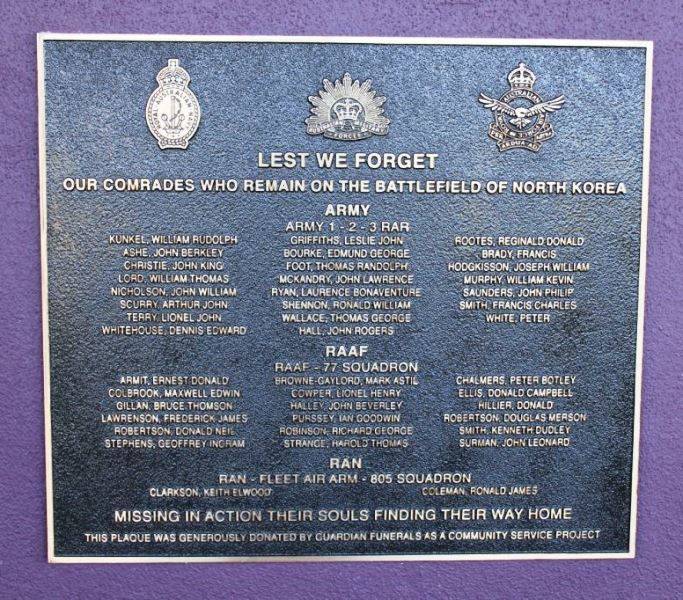 AUSTRALIAN
AUSTRALIAN
FORCES
AUSTRALIAN
PER ARDUA AD
LEST WE FORGET
OUR COMRADES WHO REMAIN ON THE BATTLEFIELD OF NORTH KOREA
ARMY
ARMY 1 - 2 - 3 RAR
KUNKEL, WILLIAM RUDOLPH GRIFFITHS, LESLIE JOHN ROOTES, REGINALD DONALD
ASHE, JOHN BERKLEY BOURKE, EDMUND GEORGE BRADY, FRANCIS
CHRISTIE, JOHN KING FOOT, THOMAS RANDOLPH HODGKISSON, JOSEPH WILLIAM
LORD, WILLIAM THOMAS MCKANDRY, JOHN LAWRENCE MURPHY, WILLIAM KEVIN
NICHOLSON, JOHN WILLIAM RYAN, LAURENCE BONAVENTURE SAUNDERS, JOHN PHILIP
SCURRY, ARTHUR JOHN SHENNON, RONALD WILLIAM SMITH, FRANCIS CHARLES
TERRY, LIONEL JOHN WALLACE, THOMAS GEORGE WHITE, PETER
WHITEHOUSE, DENNIS EDWARD HALL, JOHN ROGERS
RAAF
RAAF - 77 SQUADRON
ARMIT, ERNEST DONALD BROWNE-GAYLORD, MARK ASTIL CHALMERS, PETER BOTLEY
COLBROOK, MAXWELL EDWIN COWPER, LIONEL HENRY ELLIS, DONALD CAMPBELL
GILLAN, BRUCE THOMSON HALLEY, JOHN BEVERLEY HILLIER, DONALD
LAWRENSON, FREDERICK JAMES PURSSEY, IAN GOODWIN ROBERTSON, DOUGLAS MERSON
ROBERTSON, DONALD NEIL ROBINSON, RICHARD GEORGE SMITH, KENNETH DUDLEY
STEPHENS, GEOFFREY INGRAM STRANGE, HAROLD THOMAS SURMAN, JOHN LEONARD
RAN
RAN - FLEET AIR ARM - 805 SQUADRON
CLARKSON, KEITH ELWOOD COLEMAN, RONALD JAMES
MISSING IN ACTION THEIR SOULS FINDING THEIR WAY HOME
THIS PLAQUE WAS GENEROUSLY DONATED BY GUARDIAN FUNERALS AS A COMMUNITY SERVICE PROJECT